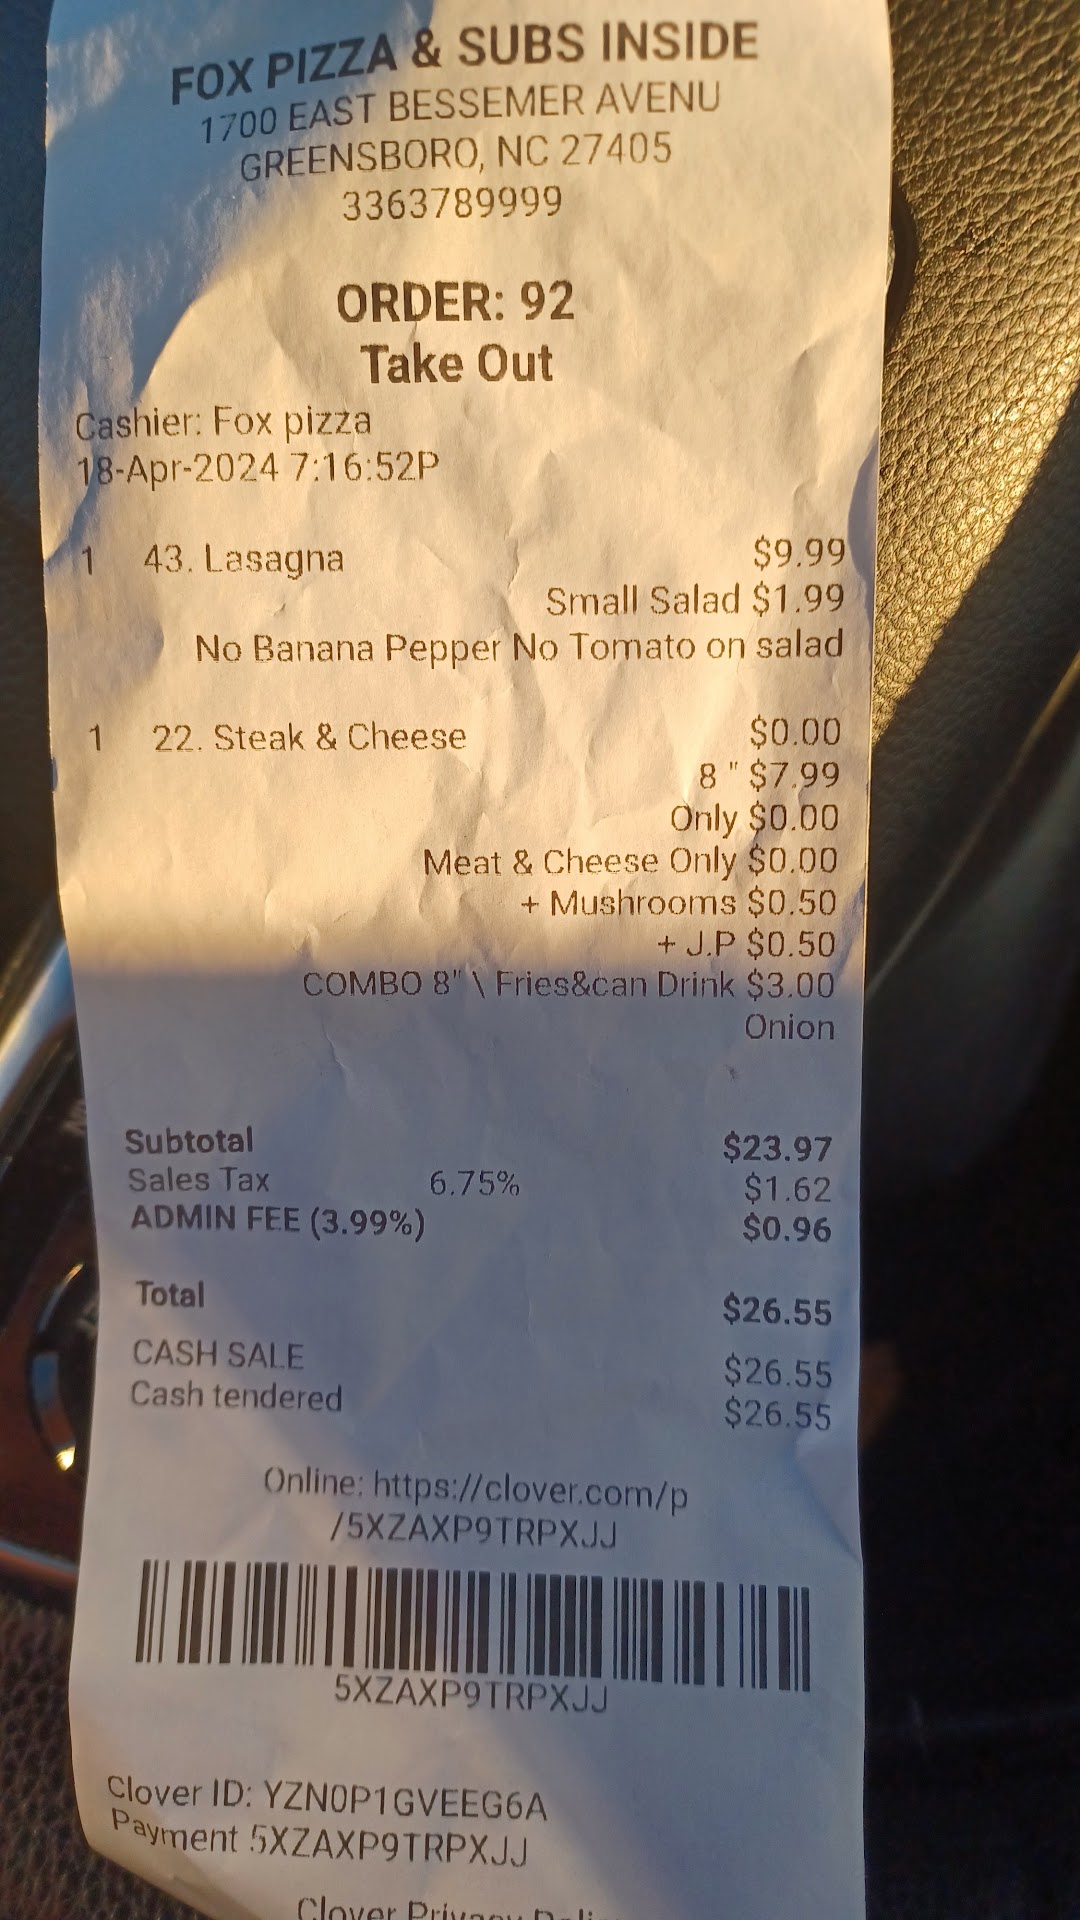 FOX PIZZA & SUBS INSIDE
1700 EAST BESSEMER AVENU
GREENSBORO, NC 27405
3363789999
ORDER: 92
Take Out
Cashier: Fox pizza
18-Apr-2024 7:16:52P
1 43. Lasagna $9.99
Small Salad $1.99
No Banana Pepper No Tomato on salad
1 22. Steak & Cheese $0.00
8 " $7.99
Only $0.00
Meat & Cheese Only $0.00
+ Mushrooms $0.50
+ J.P $0.50
COMBO 8" \ Fries&can Drink $3.00
Onion
Subtotal $23.97
Sales Tax 6.75% $1.62
ADMIN FEE (3.99%) $0.96
Total $26.55
CASH SALE $26.55
Cash tendered $26.55
Online: https://clover.com/p
/5XZAXP9TRPXJJ
5XZAXP9TRPXJJ
Clover ID: YZN0P1GVEEG6A
Payment 5XZAXP9TRPXJJ
Clover Privacy